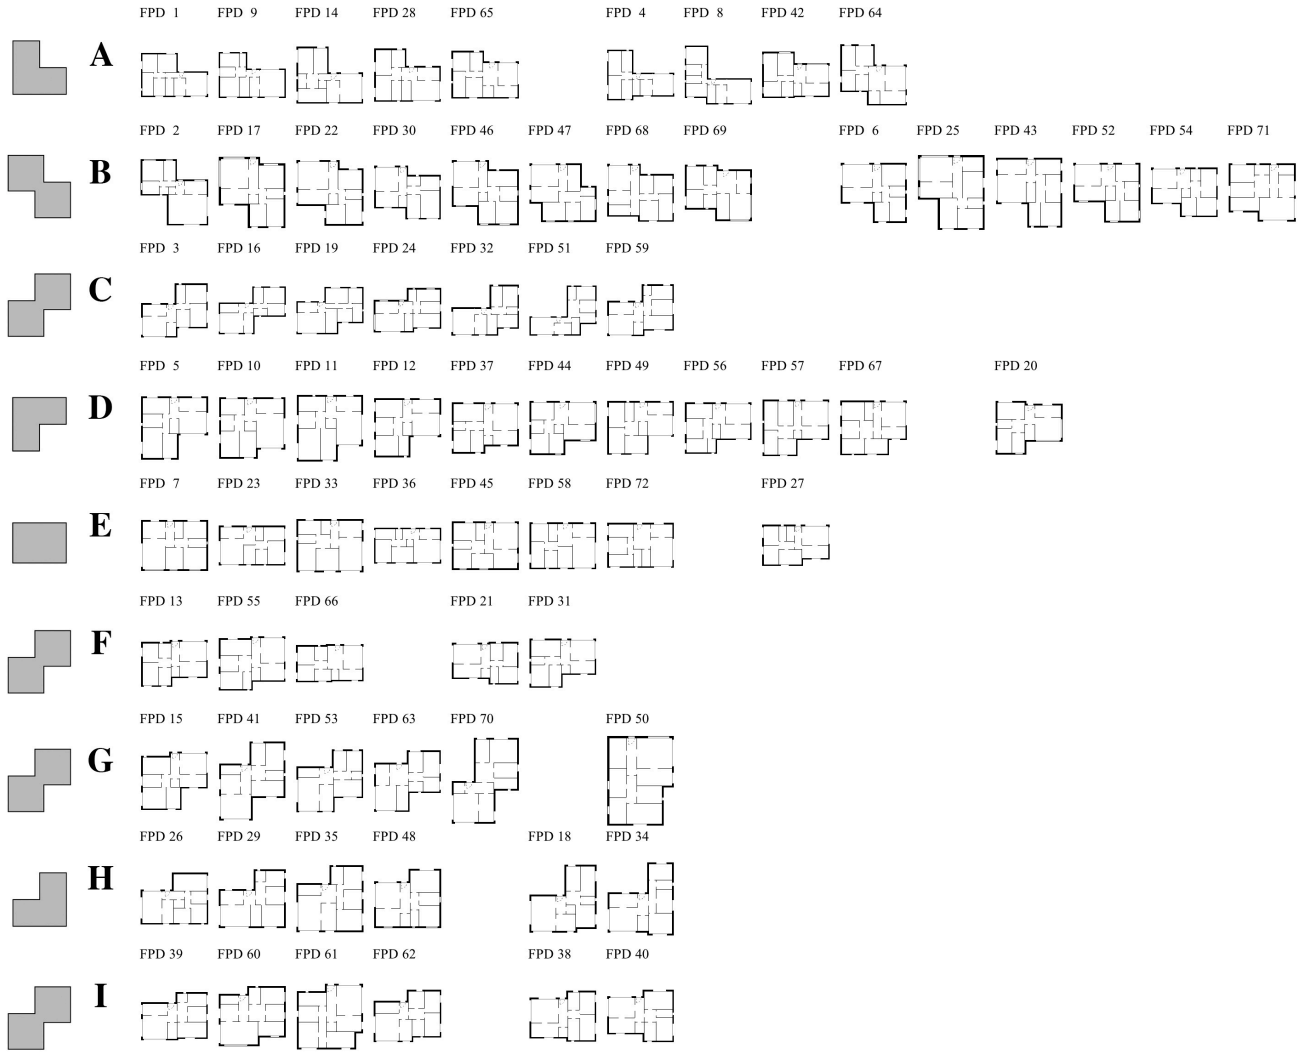 FPD 1 FPD 9 FPD 14 FPD 28 FPD 65 FPD 4 FPD 8 FPD 42 FPD 64
A
FPD 2 FPD 17 FPD 22 FPD 30 FPD 46 FPD 47 FPD 68 FPD 69 FPD 6 FPD 25 FPD 43 FPD 52 FPD 54 FPD 71
B
FPD 3 FPD 16 FPD 19 FPD 24 FPD 32 FPD 51 FPD 59
C
FPD 5 FPD 10 FPD 11 FPD 12 FPD 37 FPD 44 FPD 49 FPD 56 FPD 57 FPD 67 FPD 20
D
FPD 7 FPD 23 FPD 33 FPD 36 FPD 45 FPD 58 FPD 72 FPD 27
E
FPD 13 FPD 55 FPD 66 FPD 21 FPD 31
F
FPD 15 FPD 41 FPD 53 FPD 63 FPD 70 FPD 50
G
FPD 26 FPD 29 FPD 35 FPD 48 FPD 18 FPD 34
H
FPD 39 FPD 60 FPD 61 FPD 62 FPD 38 FPD 40
I